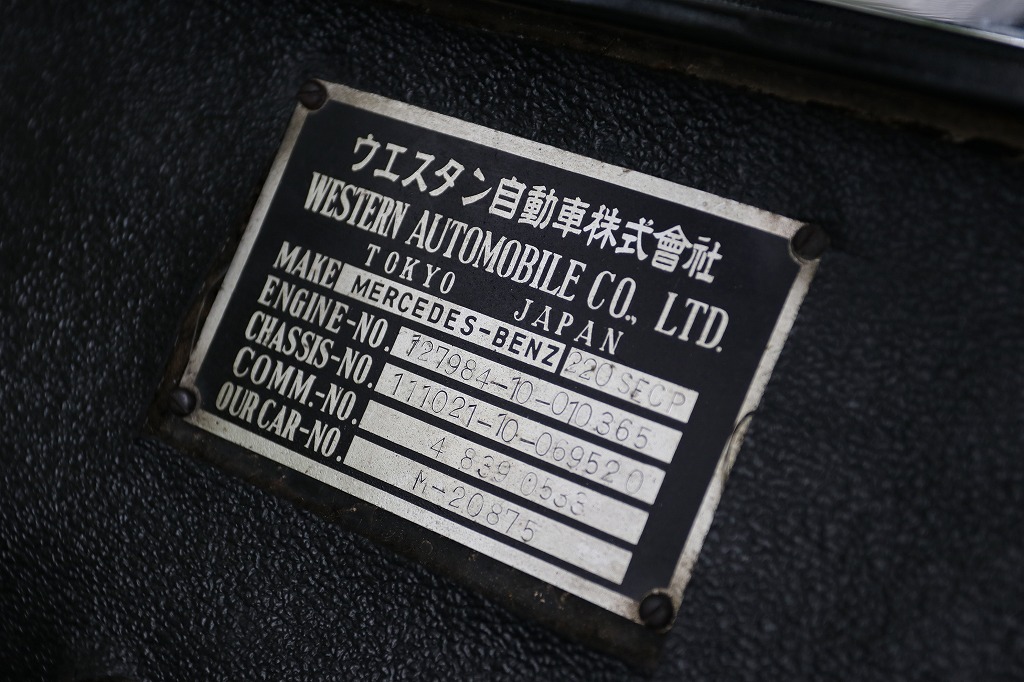 ウエスタン自動車株式會社
WESTERN AUTOMOBILE CO., LTD.
TOKYO JAPAN
MAKE MERCEDES-BENZ 220 SECP
ENGINE-NO. 127984-10-010365
CHASSIS-NO. 111021-10-069520
COMM.-NO. 4 839 0533
OUR CAR-NO. M-20875